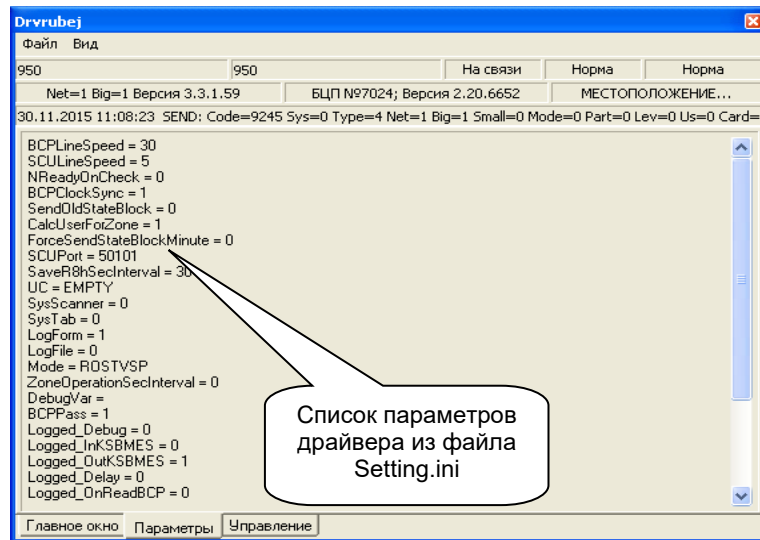 Drvrubej
Файл Вид
950 950 На связи Норма Норма
Net=1 Big=1 Версия 3.3.1.59 БЦП №7024; Версия 2.20.6652 МЕСТОПОЛОЖЕНИЕ...
30.11.2015 11:08:23 SEND: Code=9245 Sys=0 Type=4 Net=1 Big=1 Small=0 Mode=0 Part=0 Lev=0 Us=0 Card=
BCPLineSpeed = 30
SCULineSpeed = 5
NReadyOnCheck = 0
BCPClockSync = 1
SendOldStateBlock = 0
CalcUserForZone = 1
ForceSendStateBlockMinute = 0
SCUPort = 50101
SaveR8hSecInterval = 30
UC = EMPTY
SysScanner = 0
SysTab = 0
LogForm = 1
LogFile = 0
Mode = ROSTVSP
ZoneOperationSecInterval = 0
DebugVar =
BCPPass = 1
Logged_Debug = 0
Logged_InKSBMES = 0
Logged_OutKSBMES = 1
Logged_Delay = 0
Logged_OnReadBCP = 0
Список параметров
драйвера из файла
Setting.ini
Главное окно Параметры Управление